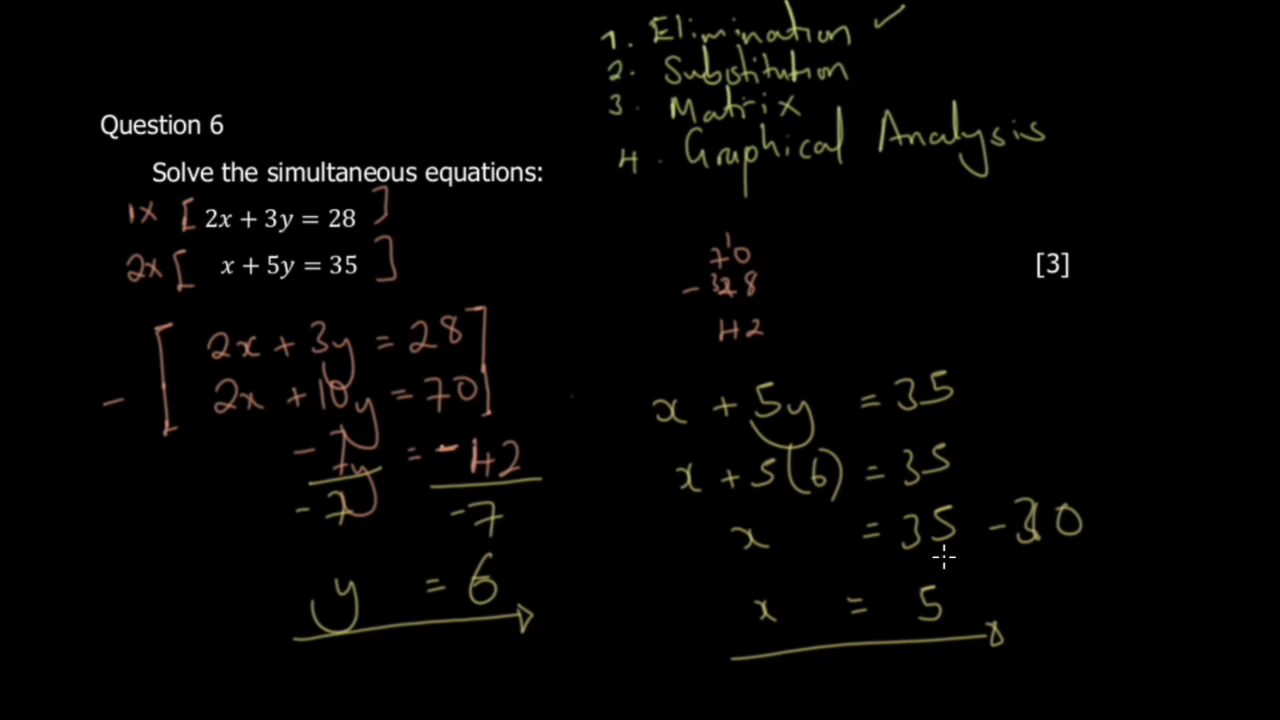 1. Elimination ✓
2. Substitution
3. Matrix
4. Graphical Analysis
Question 6
Solve the simultaneous equations:
1x [ 2x + 3y = 28 ]
2x [ x + 5y = 35 ]
[3]
70
- 28
42
2x + 3y = 28
- [ 2x + 10y = 70 ]
-7y = -42
-7 -7
y = 6
x + 5y = 35
x + 5(6) = 35
x = 35 - 30
x = 5